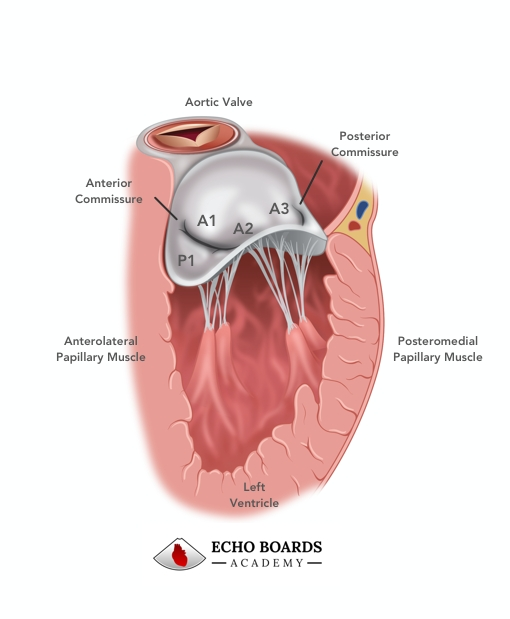 Aortic Valve
Posterior
Commissure
Anterior
Commissure
A1
A2
A3
P1
Anterolateral
Papillary Muscle
Posteromedial
Papillary Muscle
Left
Ventricle
ECHO BOARDS
ACADEMY